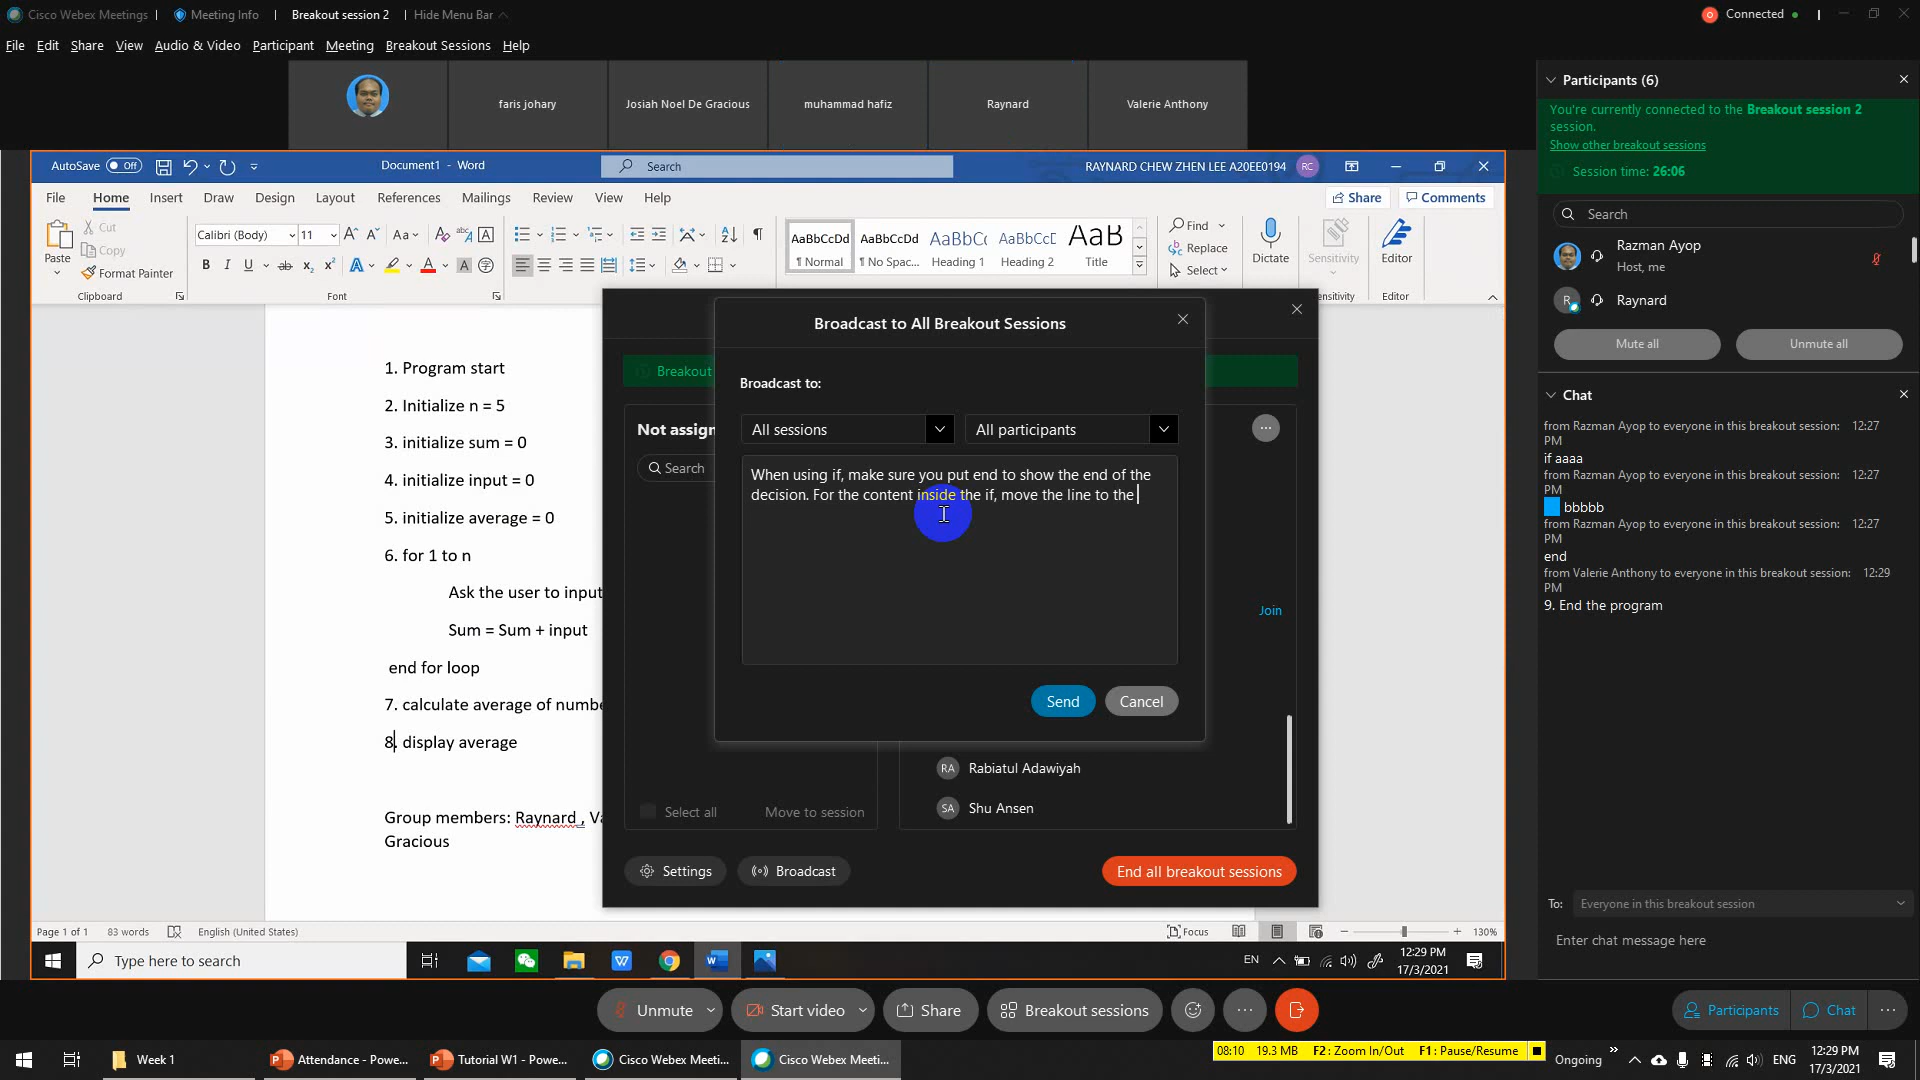 Cisco Webex Meetings
Meeting Info
Breakout session 2
Hide Menu Bar
Connected
File Edit Share View Audio & Video Participant Meeting Breakout Sessions Help
faris johary
Josiah Noel De Gracious
muhammad hafiz
Raynard
Valerie Anthony
AutoSave Off
Document1 - Word
Search
RAYNARD CHEW ZHEN LEE A20EE0194
RC
File Home Insert Draw Design Layout References Mailings Review View Help
Share
Comments
Paste
Cut
Copy
Format Painter
Clipboard
Calibri (Body)
11
Font
AaBbCcDd
¶ Normal
AaBbCcDd
¶ No Spac...
AaBbCc
Heading 1
AaBbCcD
Heading 2
AaB
Title
Find
Replace
Select
Dictate
Sensitivity
Editor
Editor
1. Program start
2. Initialize n = 5
3. initialize sum = 0
4. initialize input = 0
5. initialize average = 0
6. for 1 to n
Ask the user to input
Sum = Sum + input
end for loop
7. calculate average of numbe
8. display average
Group members: Raynard , Va
Gracious
Breakout
Not assign
Search
Select all
Move to session
Join
Rabiatul Adawiyah
RA
Shu Ansen
SA
Settings
Broadcast
End all breakout sessions
Broadcast to All Breakout Sessions
Broadcast to:
All sessions
All participants
When using if, make sure you put end to show the end of the
decision. For the content inside the if, move the line to the
Send
Cancel
Page 1 of 1
83 words
English (United States)
Focus
130%
Type here to search
EN
12:29 PM
17/3/2021
Participants (6)
You're currently connected to the Breakout session 2
session.
Show other breakout sessions
Session time: 26:06
Search
Razman Ayop
Host, me
R
Raynard
Mute all
Unmute all
Chat
from Razman Ayop to everyone in this breakout session: 12:27
PM
if aaaa
from Razman Ayop to everyone in this breakout session: 12:27
PM
bbbbb
from Razman Ayop to everyone in this breakout session: 12:27
PM
end
from Valerie Anthony to everyone in this breakout session: 12:29
PM
9. End the program
To: Everyone in this breakout session
Enter chat message here
Unmute
Start video
Share
Breakout sessions
Participants
Chat
Week 1
Attendance - Powe...
Tutorial W1 - Powe...
Cisco Webex Meeti...
Cisco Webex Meeti...
08:10 19.3 MB F2: Zoom In/Out F1: Pause/Resume
Ongoing
ENG
12:29 PM
17/3/2021